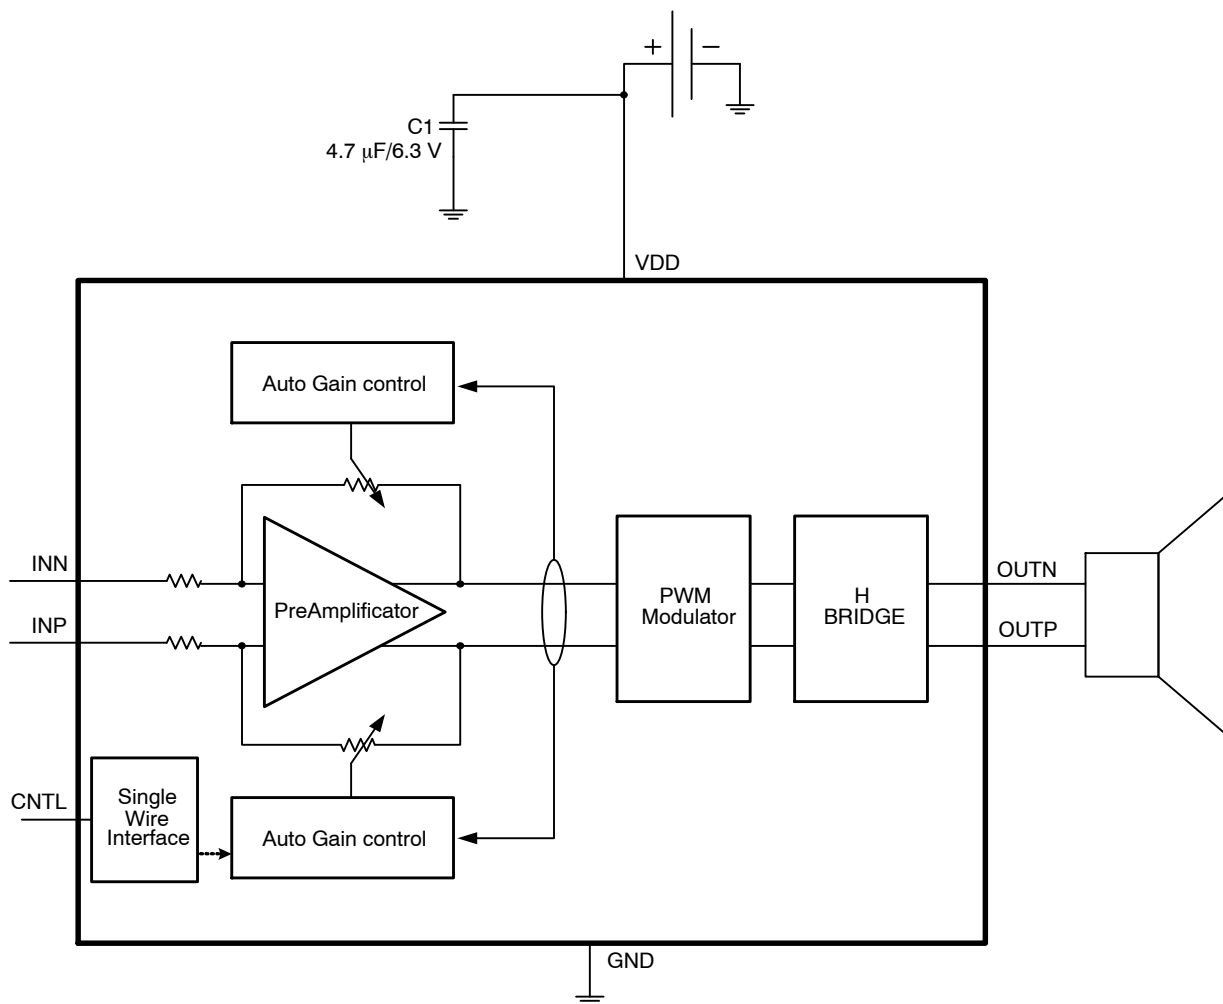 + −
C1
4.7 μF/6.3 V
VDD
Auto Gain control
INN
INP
PreAmplificator
PWM
Modulator
H
BRIDGE
OUTN
OUTP
CNTL
Single
Wire
Interface
Auto Gain control
GND